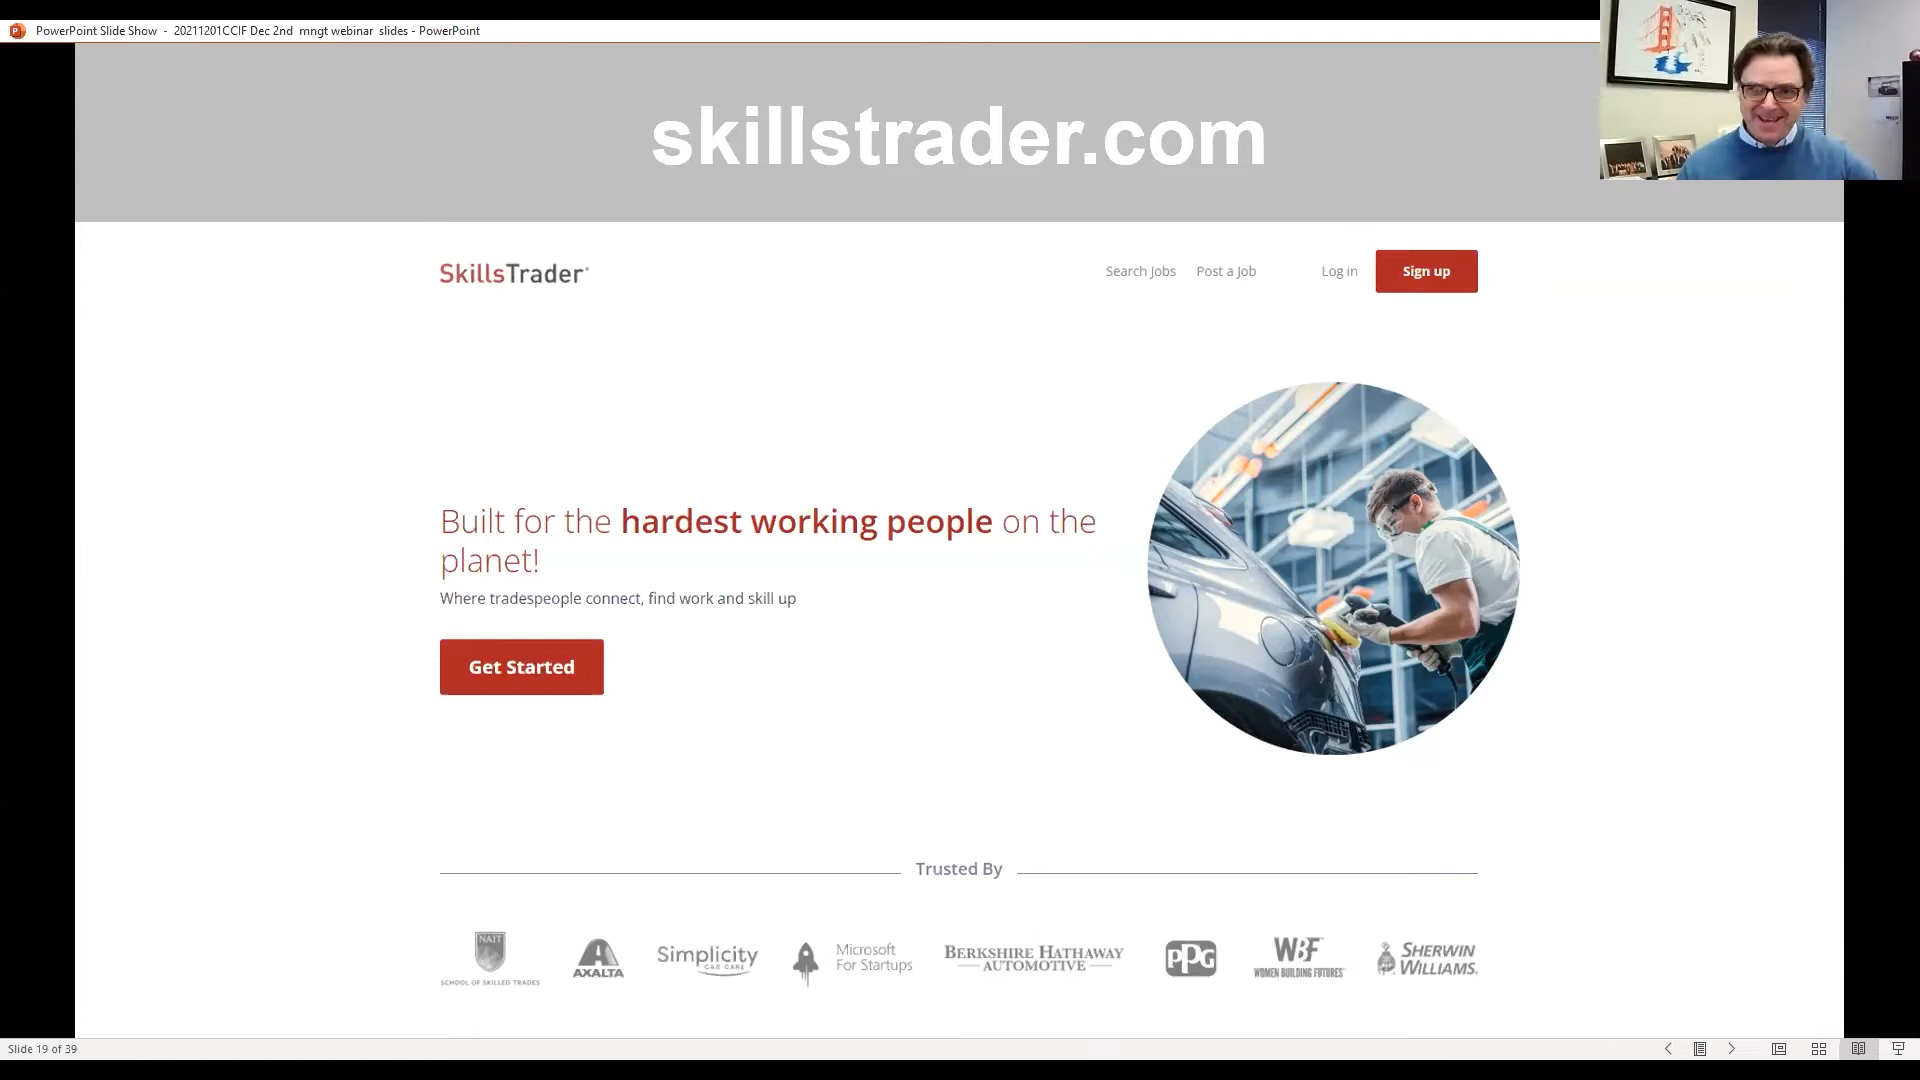 PowerPoint Slide Show - 20211201CCIF Dec 2nd mngt webinar slides - PowerPoint
skillstrader.com
SkillsTrader
Search Jobs Post a Job Log in Sign up
Built for the hardest working people on the
planet!
Where tradespeople connect, find work and skill up
Get Started
Trusted By
NAIT
SCHOOL OF SKILLED TRADES
AXALTA
Simplicity
CAR CARE
Microsoft
For Startups
BERKSHIRE HATHAWAY
AUTOMOTIVE
PPG
WBF
WOMEN BUILDING FUTURES
SHERWIN
WILLIAMS.
Slide 19 of 39